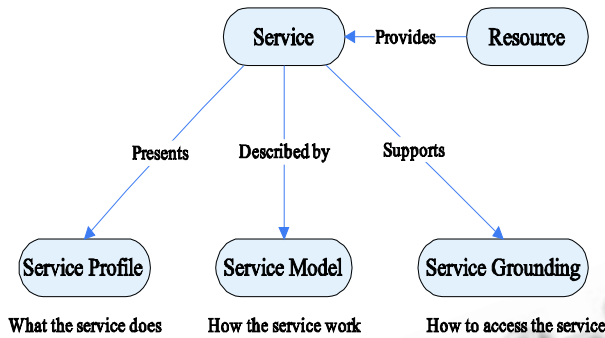 Service
Provides
Resource
Presents
Described by
Supports
Service Profile
Service Model
Service Grounding
What the service does
How the service work
How to access the service